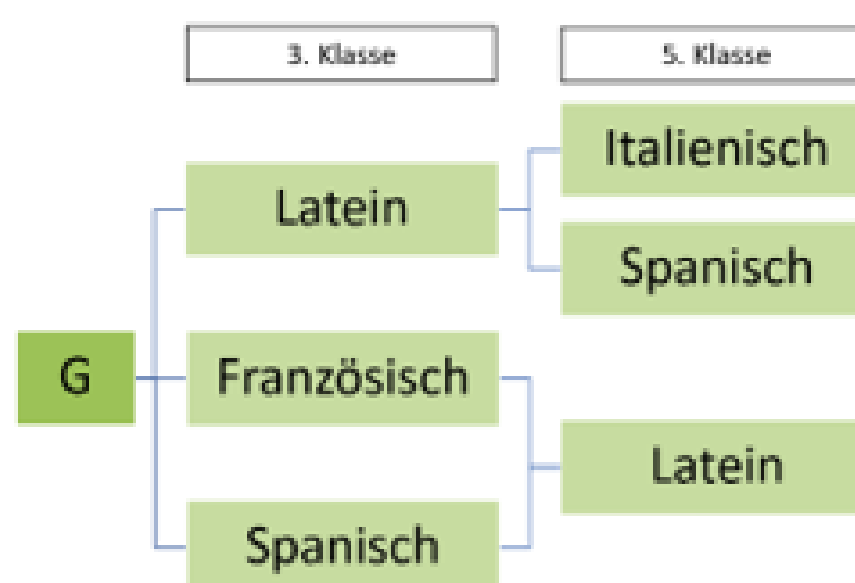 3. Klasse
5. Klasse
Latein
Italienisch
Spanisch
G
Französisch
Latein
Spanisch